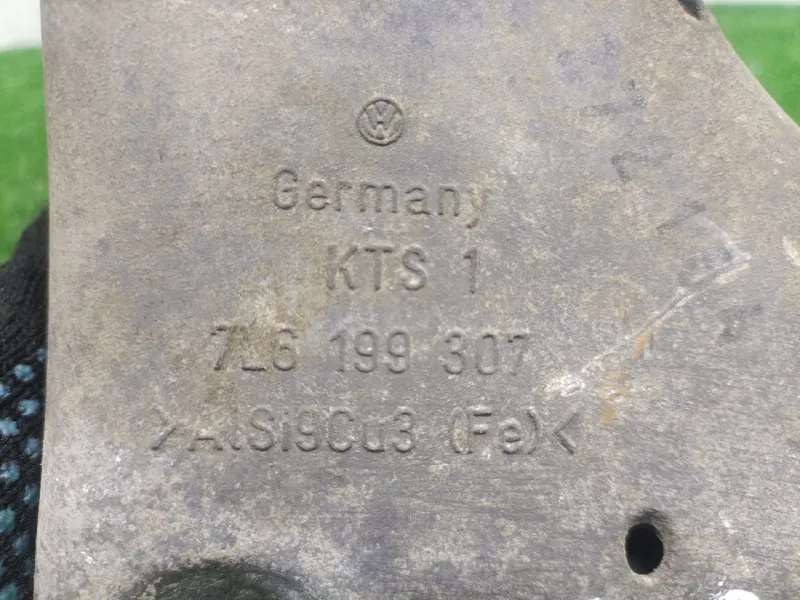 Germany
KTS 1
7L6 199 307
>AlSi9Cu3 (Fe)<